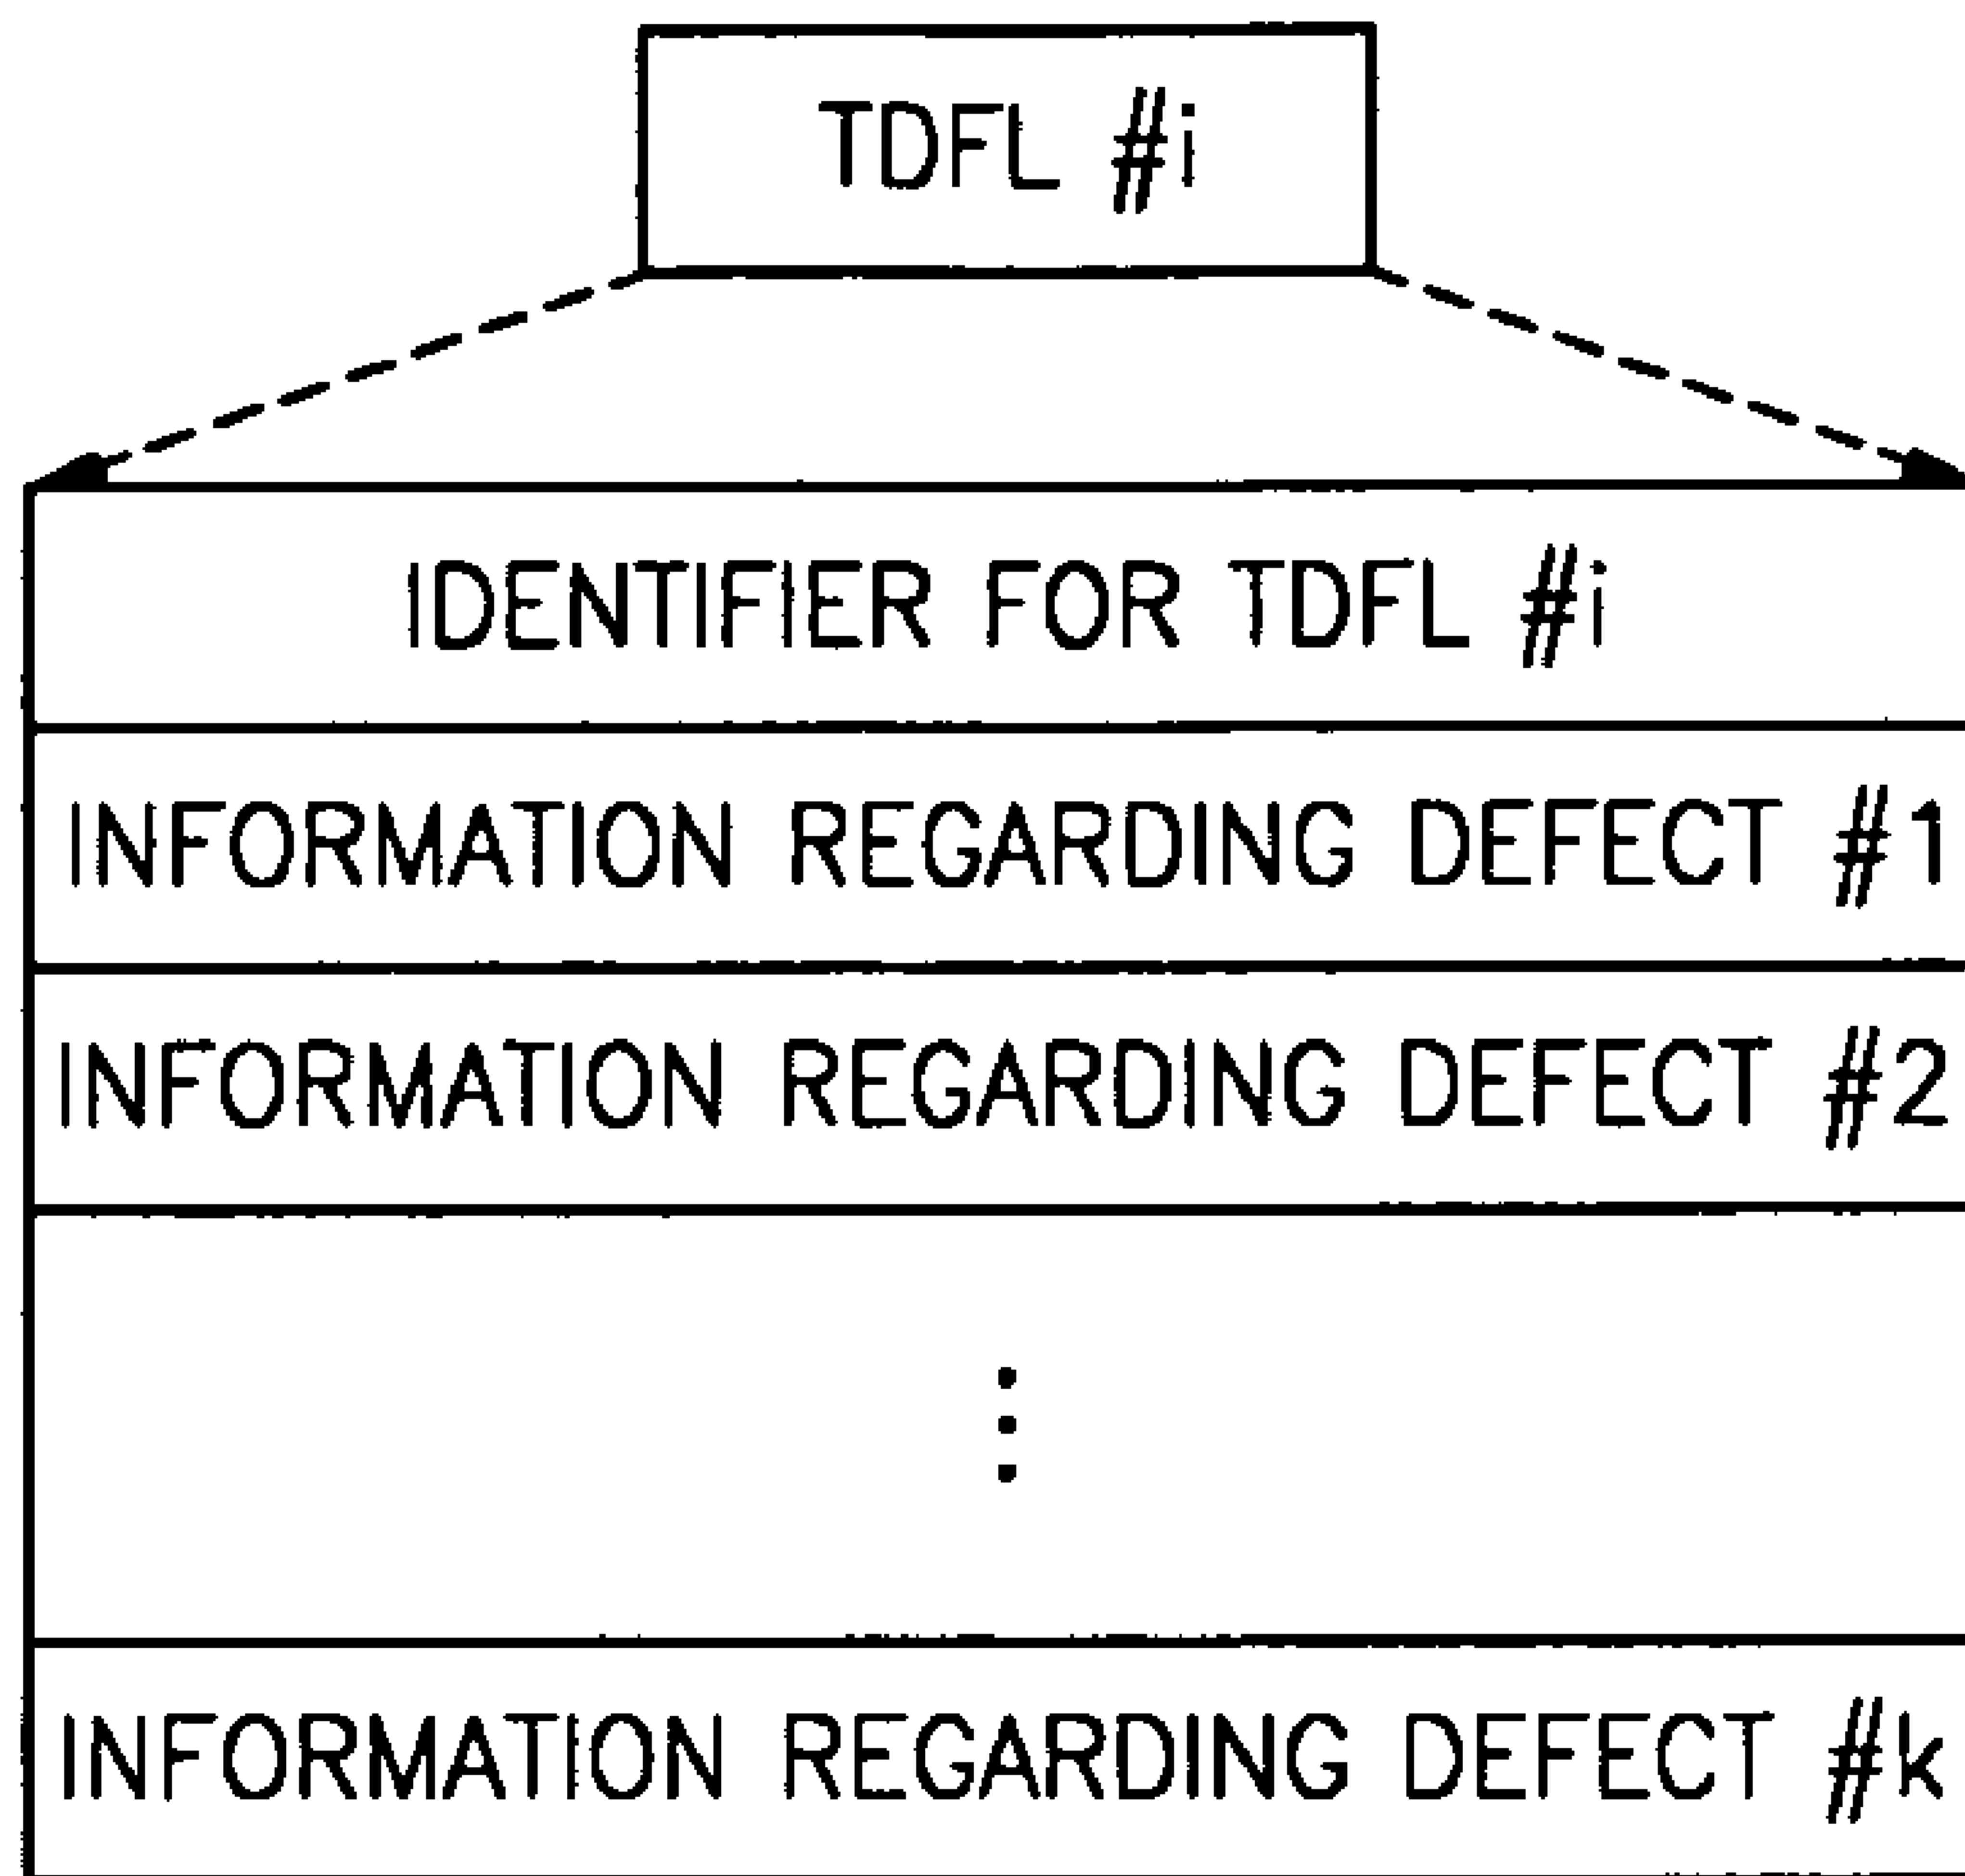 TDFL #i
IDENTIFIER FOR TDFL #i
INFORMATION REGARDING DEFECT #1
INFORMATION REGARDING DEFECT #2
INFORMATION REGARDING DEFECT #k